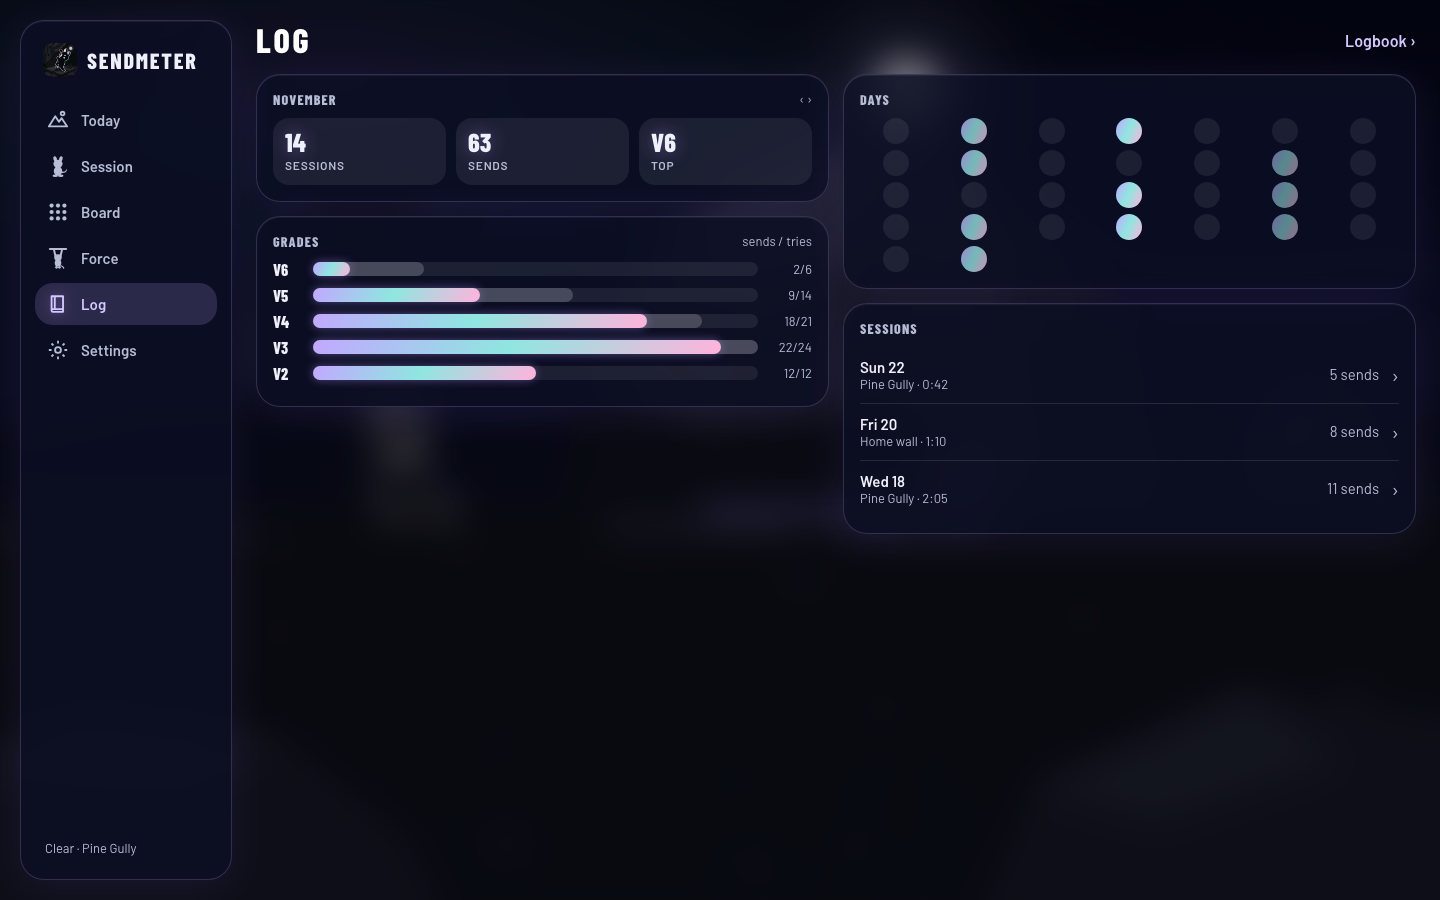 SENDMETER
Today
Session
Board
Force
Log
Settings
Clear · Pine Gully
LOG
Logbook ›
NOVEMBER
‹ ›
14
SESSIONS
63
SENDS
V6
TOP
GRADES
sends / tries
V6 2/6
V5 9/14
V4 18/21
V3 22/24
V2 12/12
DAYS
SESSIONS
Sun 22
Pine Gully · 0:42
5 sends ›
Fri 20
Home wall · 1:10
8 sends ›
Wed 18
Pine Gully · 2:05
11 sends ›